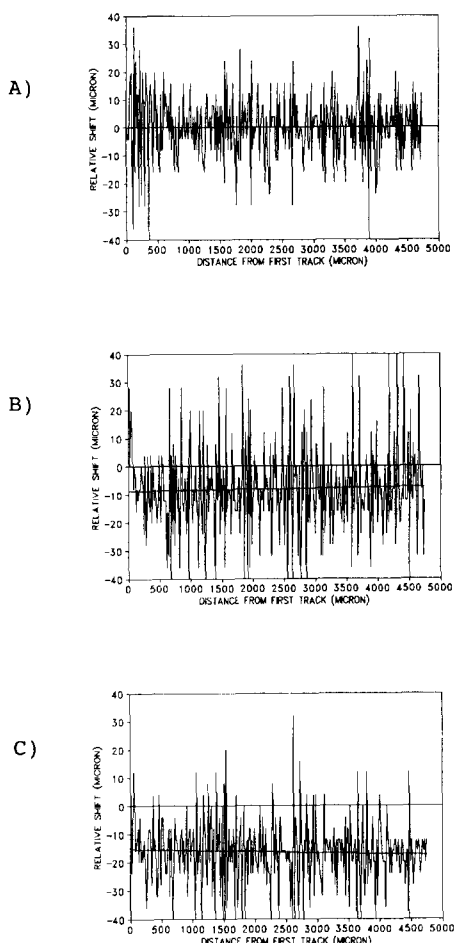 A)
RELATIVE SHIFT (MICRON)
40
30
20
10
0
-10
-20
-30
-40
0 500 1000 1500 2000 2500 3000 3500 4000 4500 5000
DISTANCE FROM FIRST TRACK (MICRON)
B)
RELATIVE SHIFT (MICRON)
40
30
20
10
0
-10
-20
-30
-40
0 500 1000 1500 2000 2500 3000 3500 4000 4500 5000
DISTANCE FROM FIRST TRACK (MICRON)
C)
RELATIVE SHIFT (MICRON)
40
30
20
10
0
-10
-20
-30
-40
0 500 1000 1500 2000 2500 3000 3500 4000 4500 5000
DISTANCE FROM FIRST TRACK (MICRON)